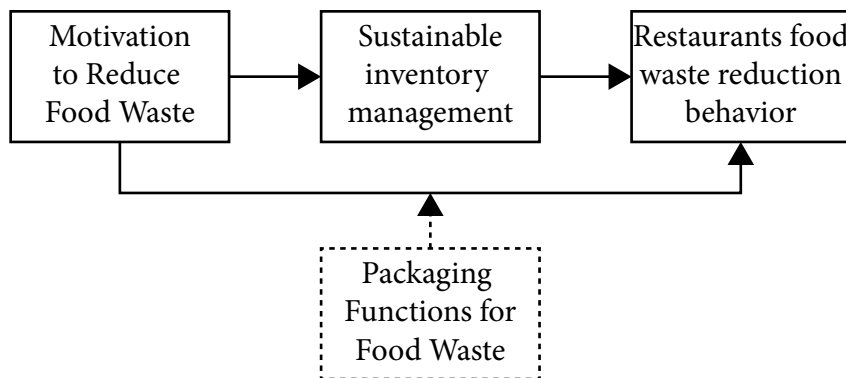 Motivation
to Reduce
Food Waste
Sustainable
inventory
management
Restaurants food
waste reduction
behavior
Packaging
Functions for
Food Waste